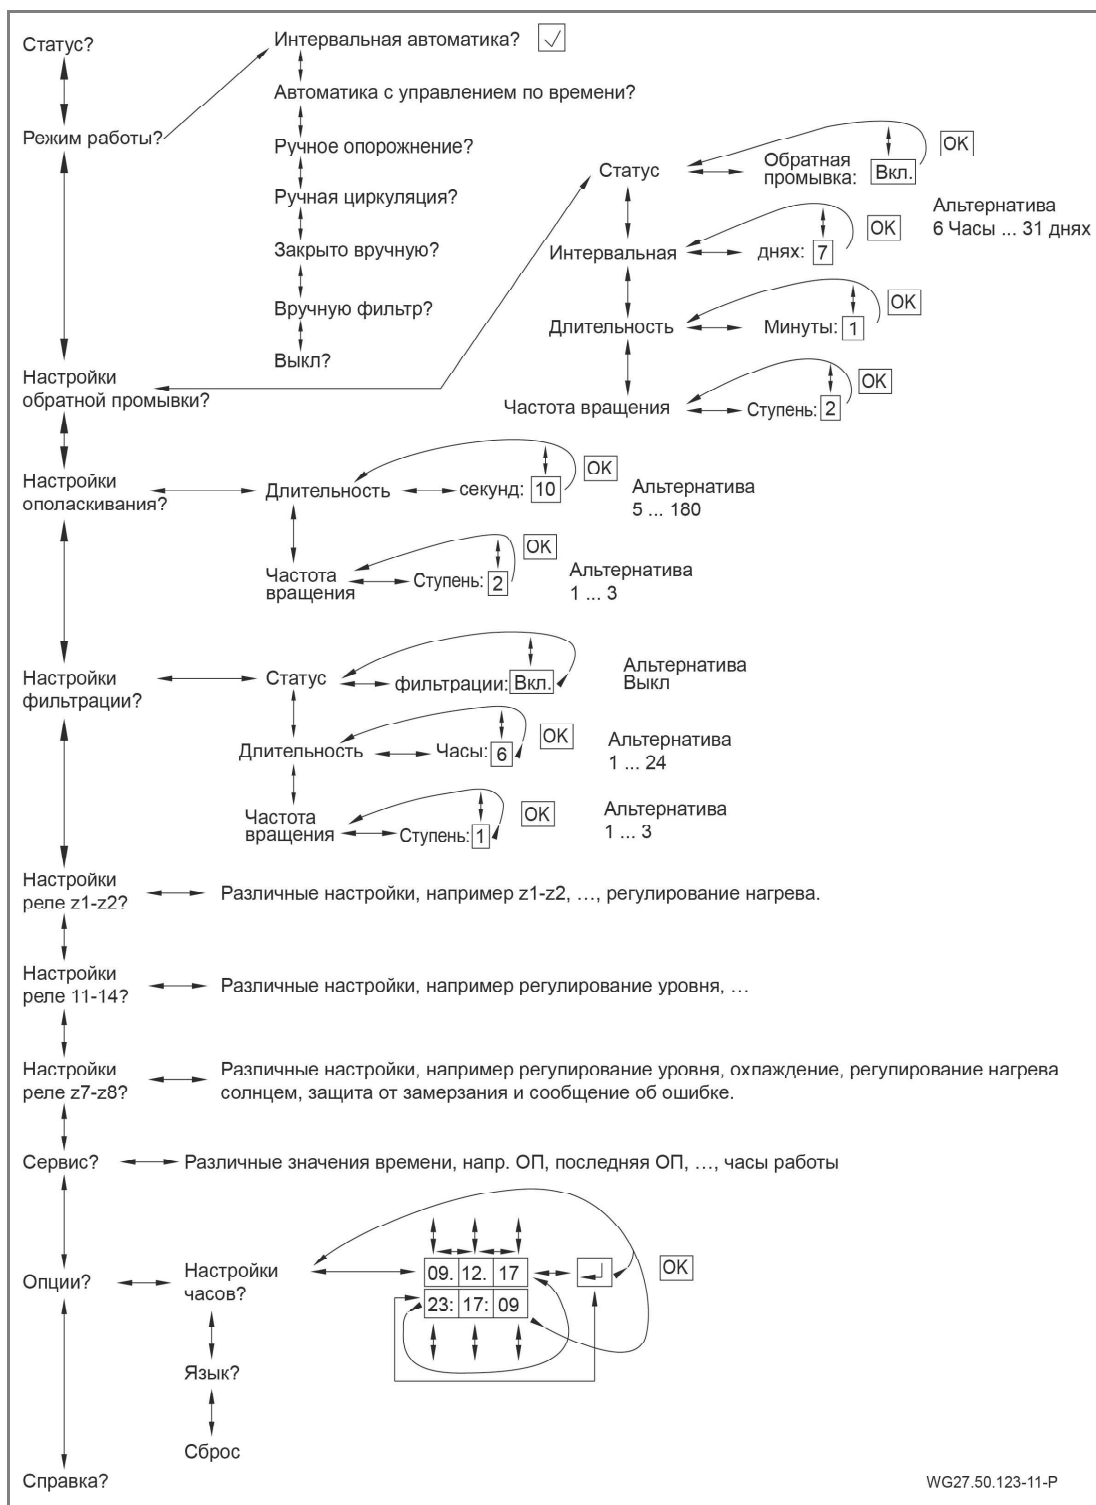 Статус?
Интервальная автоматика?
Автоматика с управлением по времени?
Режим работы?
Ручное опорожнение?
Ручная циркуляция?
Закрыто вручную?
Вручную фильтр?
Выкл?
Настройки
обратной промывки?
Статус
Обратная
промывка: Вкл.
OK
Альтернатива
6 Часы ... 31 днях
Интервальная
днях: 7
OK
Длительность
Минуты: 1
OK
Частота вращения
Ступень: 2
OK
Настройки
ополаскивания?
Длительность
секунд: 10
OK
Альтернатива
5 ... 180
Частота
вращения
Ступень: 2
OK
Альтернатива
1 ... 3
Настройки
фильтрации?
Статус
фильтрации: Вкл.
Альтернатива
Выкл
Длительность
Часы: 6
OK
Альтернатива
1 ... 24
Частота
вращения
Ступень: 1
OK
Альтернатива
1 ... 3
Настройки
реле z1-z2?
Различные настройки, например z1-z2, …, регулирование нагрева.
Настройки
реле 11-14?
Различные настройки, например регулирование уровня, …
Настройки
реле z7-z8?
Различные настройки, например регулирование уровня, охлаждение, регулирование нагрева
солнцем, защита от замерзания и сообщение об ошибке.
Сервис?
Различные значения времени, напр. ОП, последняя ОП, …, часы работы
Опции?
Настройки
часов?
09. 12. 17
23: 17: 09
OK
Язык?
Сброс
Справка?
WG27.50.123-11-P